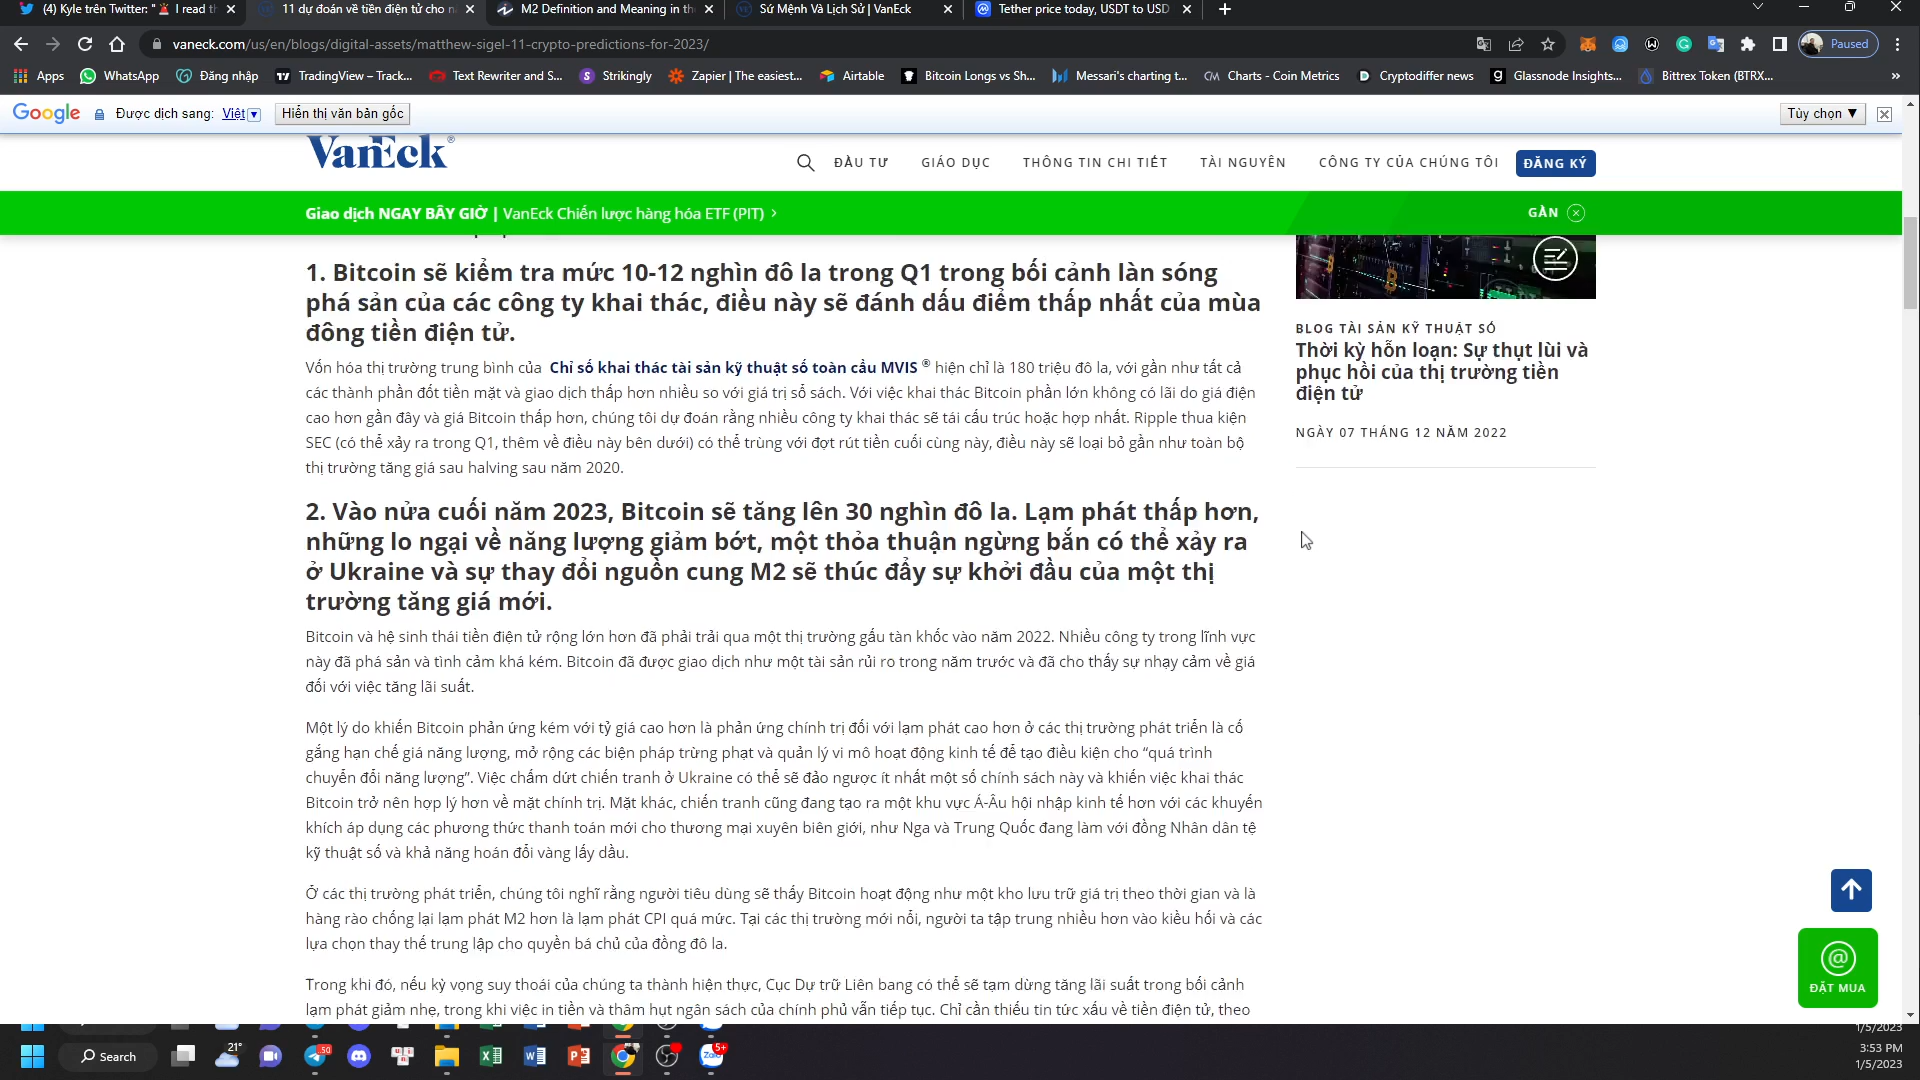 (4) Kyle trên Twitter: " 🚨 I read th
11 dự đoán về tiền điện tử cho n
M2 Definition and Meaning in the
Sứ Mệnh Và Lịch Sử | VanEck
Tether price today, USDT to USD
vaneck.com/us/en/blogs/digital-assets/matthew-sigel-11-crypto-predictions-for-2023/
Paused
Apps
WhatsApp
Đăng nhập
TradingView – Track...
Text Rewriter and S...
Strikingly
Zapier | The easiest...
Airtable
Bitcoin Longs vs Sh...
Messari's charting t...
Charts - Coin Metrics
Cryptodiffer news
Glassnode Insights...
Bittrex Token (BTRX...
»
Google
Được dịch sang: Việt
Hiển thị văn bản gốc
Tùy chọn ▼
VanEck®
ĐẦU TƯ
GIÁO DỤC
THÔNG TIN CHI TIẾT
TÀI NGUYÊN
CÔNG TY CỦA CHÚNG TÔI
ĐĂNG KÝ
Giao dịch NGAY BÂY GIỜ | VanEck Chiến lược hàng hóa ETF (PIT) >
GẦN
1. Bitcoin sẽ kiểm tra mức 10-12 nghìn đô la trong Q1 trong bối cảnh làn sóng
phá sản của các công ty khai thác, điều này sẽ đánh dấu điểm thấp nhất của mùa
đông tiền điện tử.
Vốn hóa thị trường trung bình của Chỉ số khai thác tài sản kỹ thuật số toàn cầu MVIS ® hiện chỉ là 180 triệu đô la, với gần như tất cả
các thành phần đốt tiền mặt và giao dịch thấp hơn nhiều so với giá trị sổ sách. Với việc khai thác Bitcoin phần lớn không có lãi do giá điện
cao hơn gần đây và giá Bitcoin thấp hơn, chúng tôi dự đoán rằng nhiều công ty khai thác sẽ tái cấu trúc hoặc hợp nhất. Ripple thua kiện
SEC (có thể xảy ra trong Q1, thêm về điều này bên dưới) có thể trùng với đợt rút tiền cuối cùng này, điều này sẽ loại bỏ gần như toàn bộ
thị trường tăng giá sau halving sau năm 2020.
2. Vào nửa cuối năm 2023, Bitcoin sẽ tăng lên 30 nghìn đô la. Lạm phát thấp hơn,
những lo ngại về năng lượng giảm bớt, một thỏa thuận ngừng bắn có thể xảy ra
ở Ukraine và sự thay đổi nguồn cung M2 sẽ thúc đẩy sự khởi đầu của một thị
trường tăng giá mới.
Bitcoin và hệ sinh thái tiền điện tử rộng lớn hơn đã phải trải qua một thị trường gấu tàn khốc vào năm 2022. Nhiều công ty trong lĩnh vực
này đã phá sản và tình cảm khá kém. Bitcoin đã được giao dịch như một tài sản rủi ro trong năm trước và đã cho thấy sự nhạy cảm về giá
đối với việc tăng lãi suất.
Một lý do khiến Bitcoin phản ứng kém với tỷ giá cao hơn là phản ứng chính trị đối với lạm phát cao hơn ở các thị trường phát triển là cố
gắng hạn chế giá năng lượng, mở rộng các biện pháp trừng phạt và quản lý vi mô hoạt động kinh tế để tạo điều kiện cho “quá trình
chuyển đổi năng lượng”. Việc chấm dứt chiến tranh ở Ukraine có thể sẽ đảo ngược ít nhất một số chính sách này và khiến việc khai thác
Bitcoin trở nên hợp lý hơn về mặt chính trị. Mặt khác, chiến tranh cũng đang tạo ra một khu vực Á-Âu hội nhập kinh tế hơn với các khuyến
khích áp dụng các phương thức thanh toán mới cho thương mại xuyên biên giới, như Nga và Trung Quốc đang làm với đồng Nhân dân tệ
kỹ thuật số và khả năng hoán đổi vàng lấy dầu.
Ở các thị trường phát triển, chúng tôi nghĩ rằng người tiêu dùng sẽ thấy Bitcoin hoạt động như một kho lưu trữ giá trị theo thời gian và là
hàng rào chống lại lạm phát M2 hơn là lạm phát CPI quá mức. Tại các thị trường mới nổi, người ta tập trung nhiều hơn vào kiều hối và các
lựa chọn thay thế trung lập cho quyền bá chủ của đồng đô la.
Trong khi đó, nếu kỳ vọng suy thoái của chúng ta thành hiện thực, Cục Dự trữ Liên bang có thể sẽ tạm dừng tăng lãi suất trong bối cảnh
lạm phát giảm nhẹ, trong khi việc in tiền và thâm hụt ngân sách của chính phủ vẫn tiếp tục. Chỉ cần thiếu tin tức xấu về tiền điện tử, theo
BLOG TÀI SẢN KỸ THUẬT SỐ
Thời kỳ hỗn loạn: Sự thụt lùi và
phục hồi của thị trường tiền
điện tử
NGÀY 07 THÁNG 12 NĂM 2022
@
ĐẶT MUA
1/5/2023
Search
21°
50
5+
3:53 PM
1/5/2023